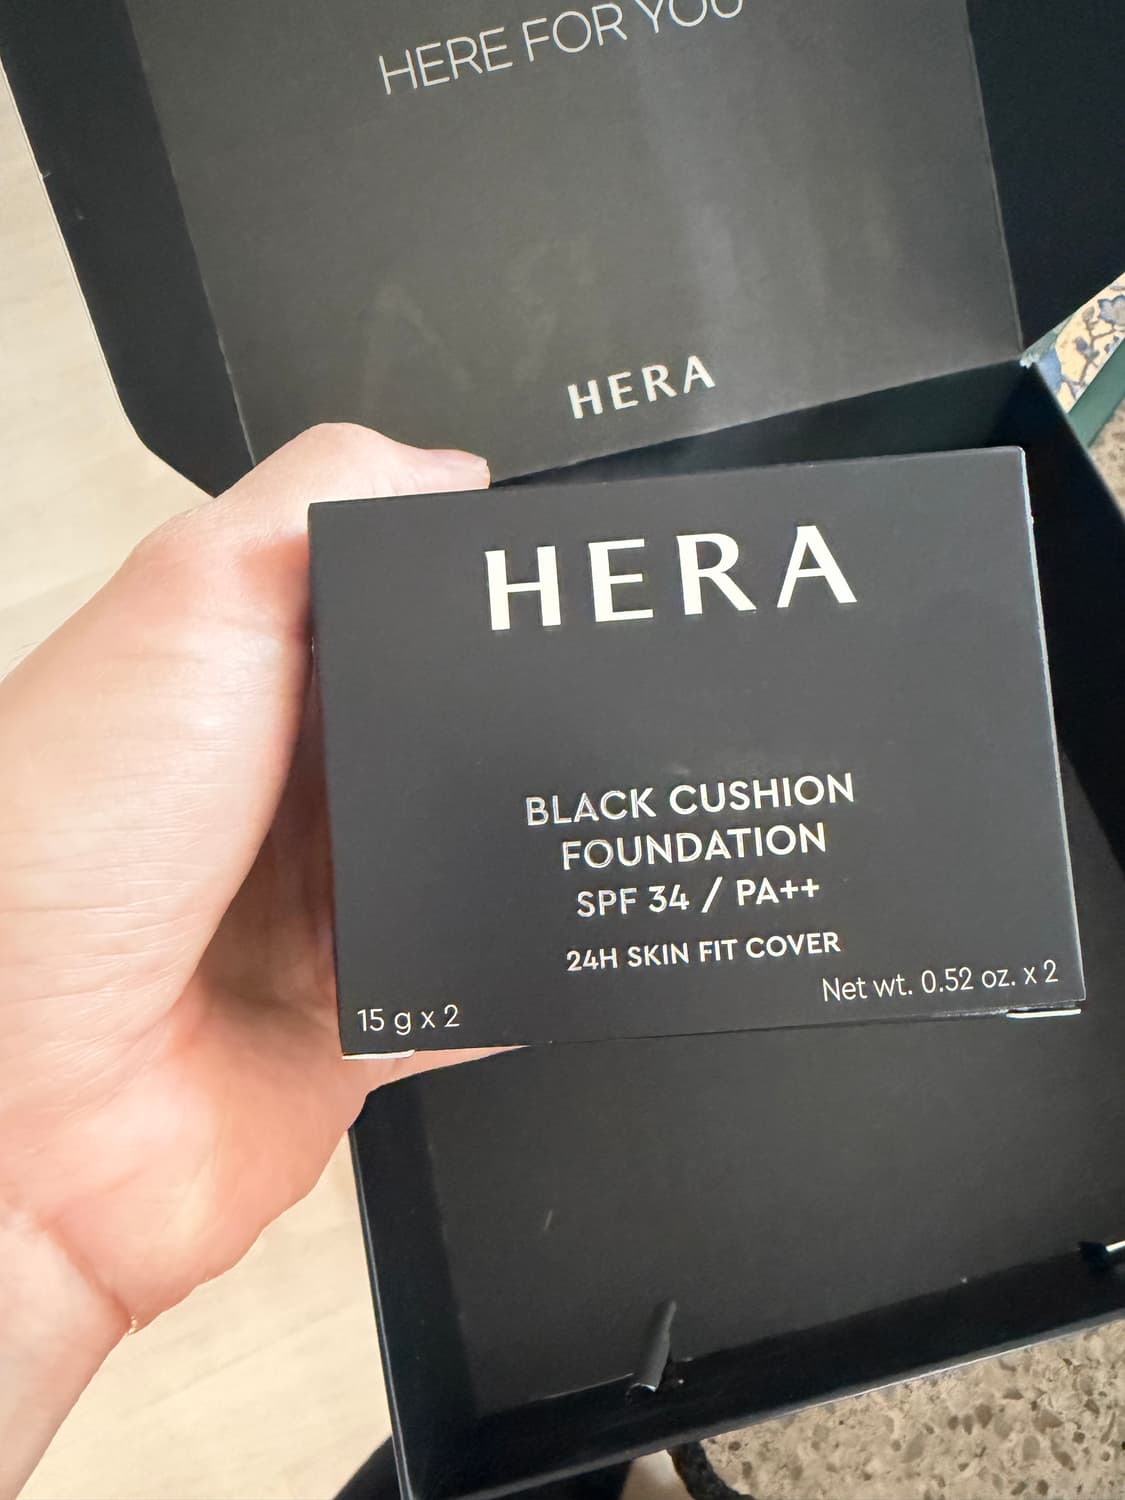 HERE FOR YOU
HERA
HERA
BLACK CUSHION
FOUNDATION
SPF 34 / PA++
24H SKIN FIT COVER
15 g x 2
Net wt. 0.52 oz. x 2